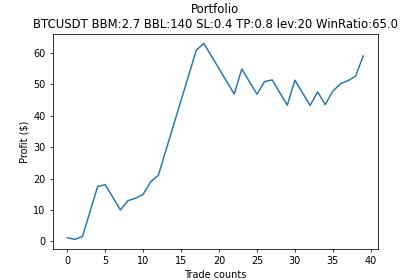 Portfolio
BTCUSDT BBM:2.7 BBL:140 SL:0.4 TP:0.8 lev:20 WinRatio:65.0
Profit ($)
60
50
40
30
20
10
0
0 5 10 15 20 25 30 35 40
Trade counts